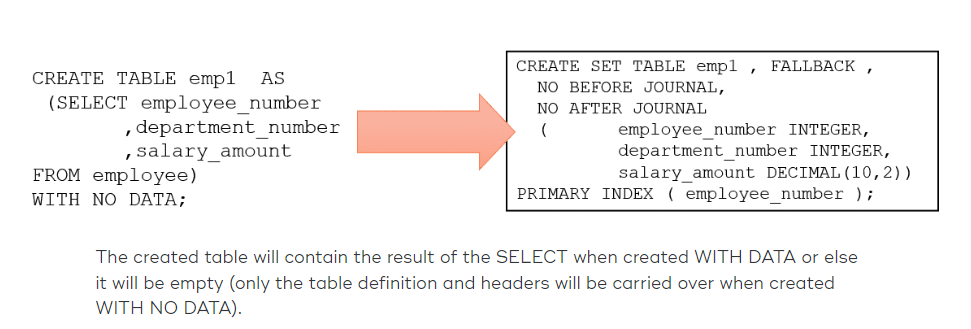 CREATE TABLE emp1 AS
(SELECT employee_number
,department_number
,salary_amount
FROM employee)
WITH NO DATA;
CREATE SET TABLE emp1 , FALLBACK ,
NO BEFORE JOURNAL,
NO AFTER JOURNAL
( employee_number INTEGER,
department_number INTEGER,
salary_amount DECIMAL(10,2))
PRIMARY INDEX ( employee_number );
The created table will contain the result of the SELECT when created WITH DATA or else
it will be empty (only the table definition and headers will be carried over when created
WITH NO DATA).